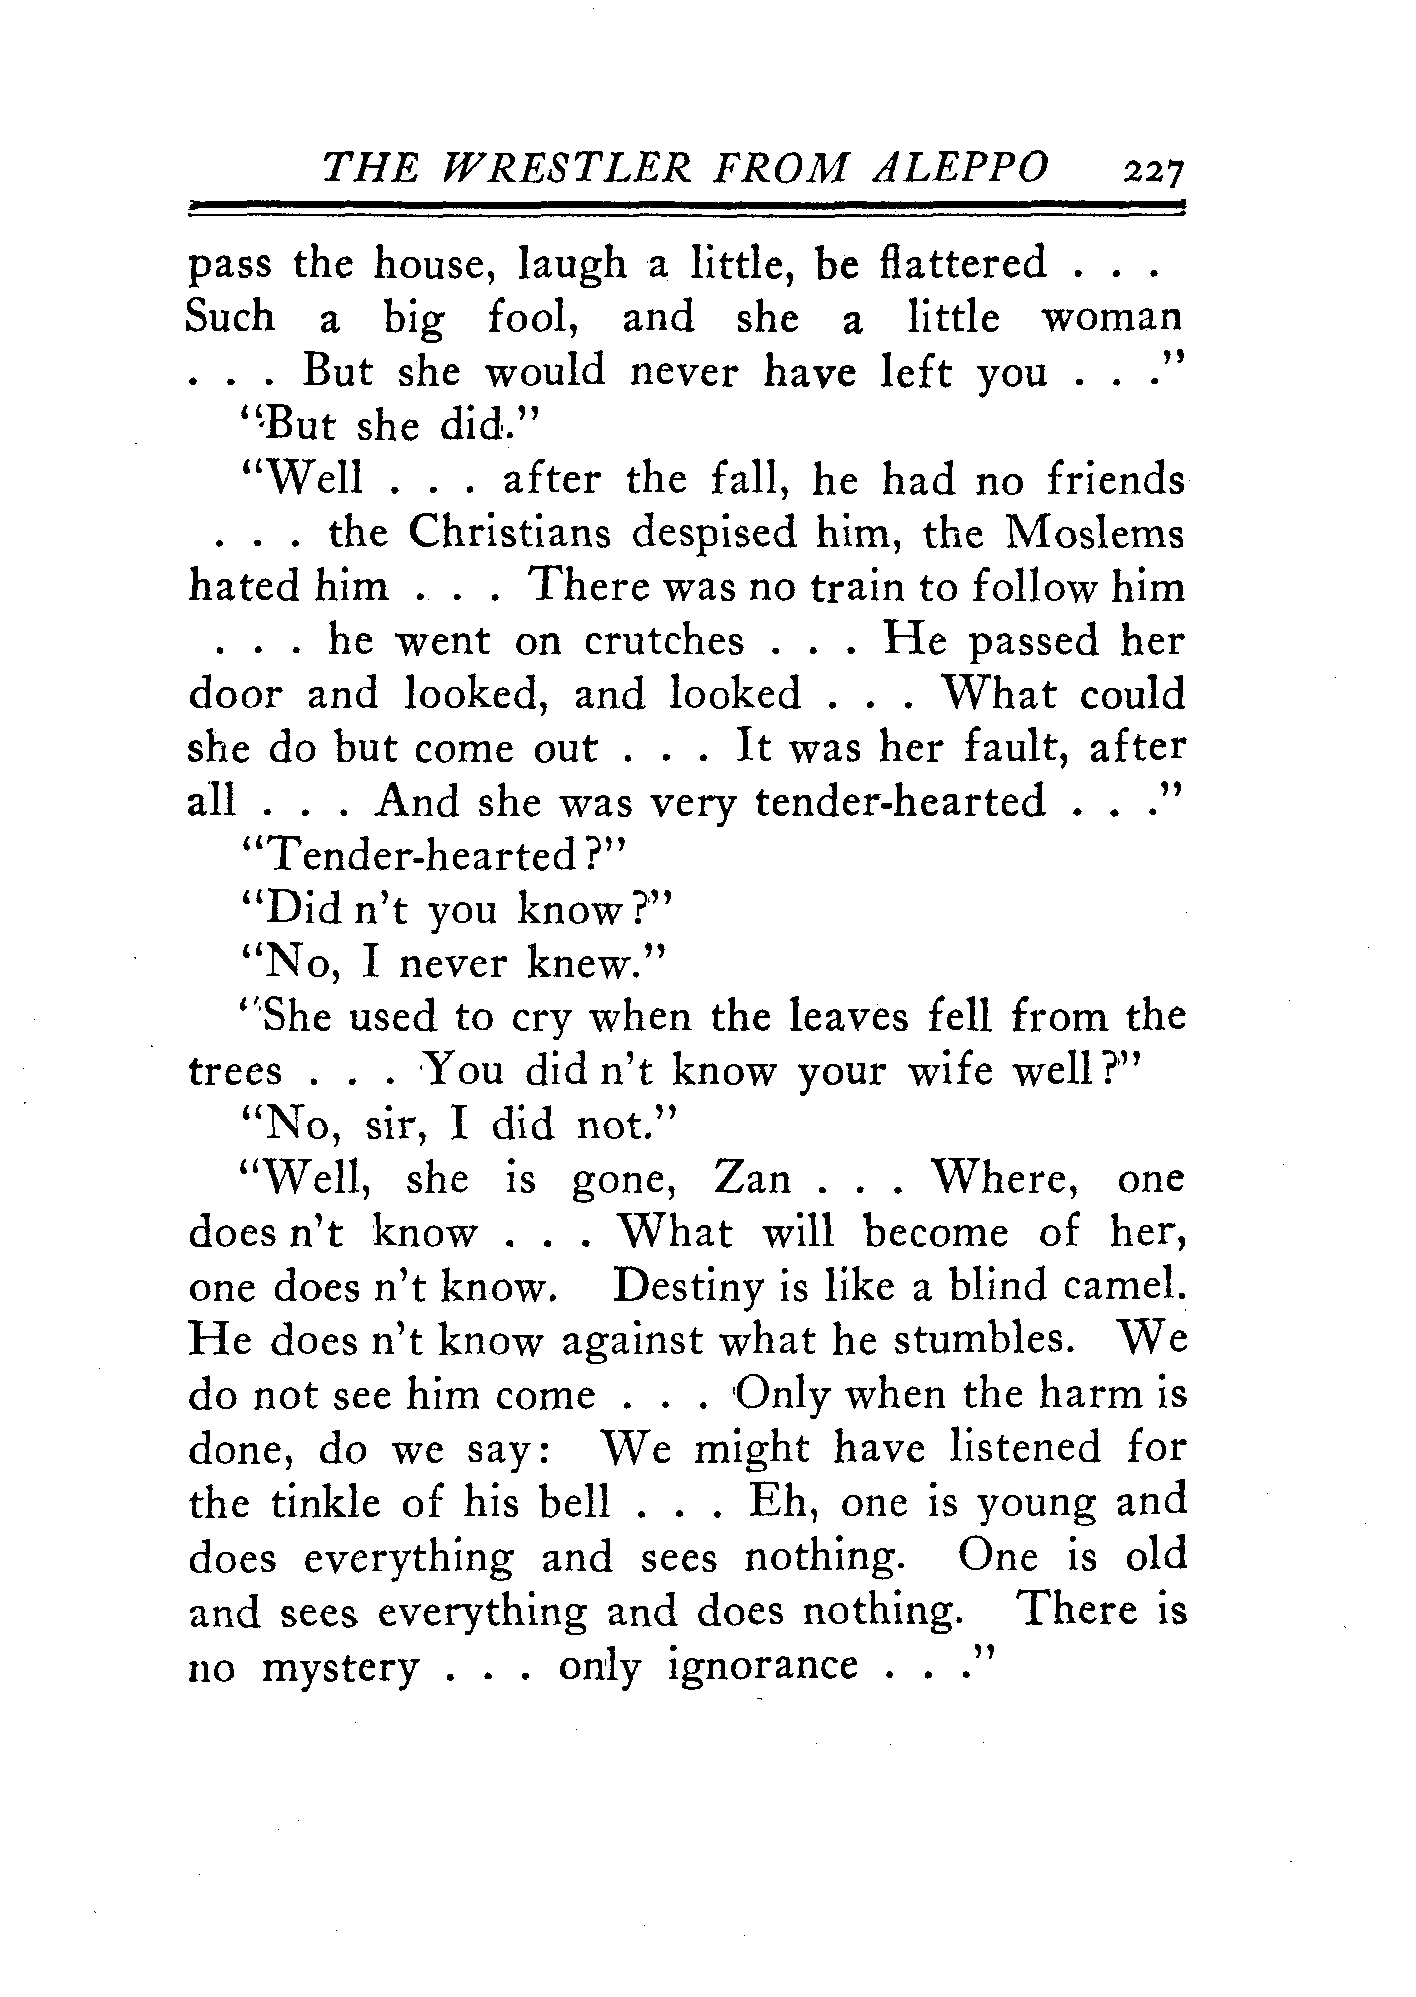 THE WRESTLER FROM ALEPPO 227
pass the house, laugh a little, be flattered . . .
Such a big fool, and she a little woman
. . . But she would never have left you . . ."
"But she did."
"Well . . . after the fall, he had no friends
. . . the Christians despised him, the Moslems
hated him . . . There was no train to follow him
. . . he went on crutches . . . He passed her
door and looked, and looked . . . What could
she do but come out . . . It was her fault, after
all . . . And she was very tender-hearted . . ."
"Tender-hearted?"
"Did n't you know?"
"No, I never knew."
"She used to cry when the leaves fell from the
trees . . . You did n't know your wife well?"
"No, sir, I did not."
"Well, she is gone, Zan . . . Where, one
does n't know . . . What will become of her,
one does n't know. Destiny is like a blind camel.
He does n't know against what he stumbles. We
do not see him come . . . Only when the harm is
done, do we say: We might have listened for
the tinkle of his bell . . . Eh, one is young and
does everything and sees nothing. One is old
and sees everything and does nothing. There is
no mystery . . . only ignorance . . ."